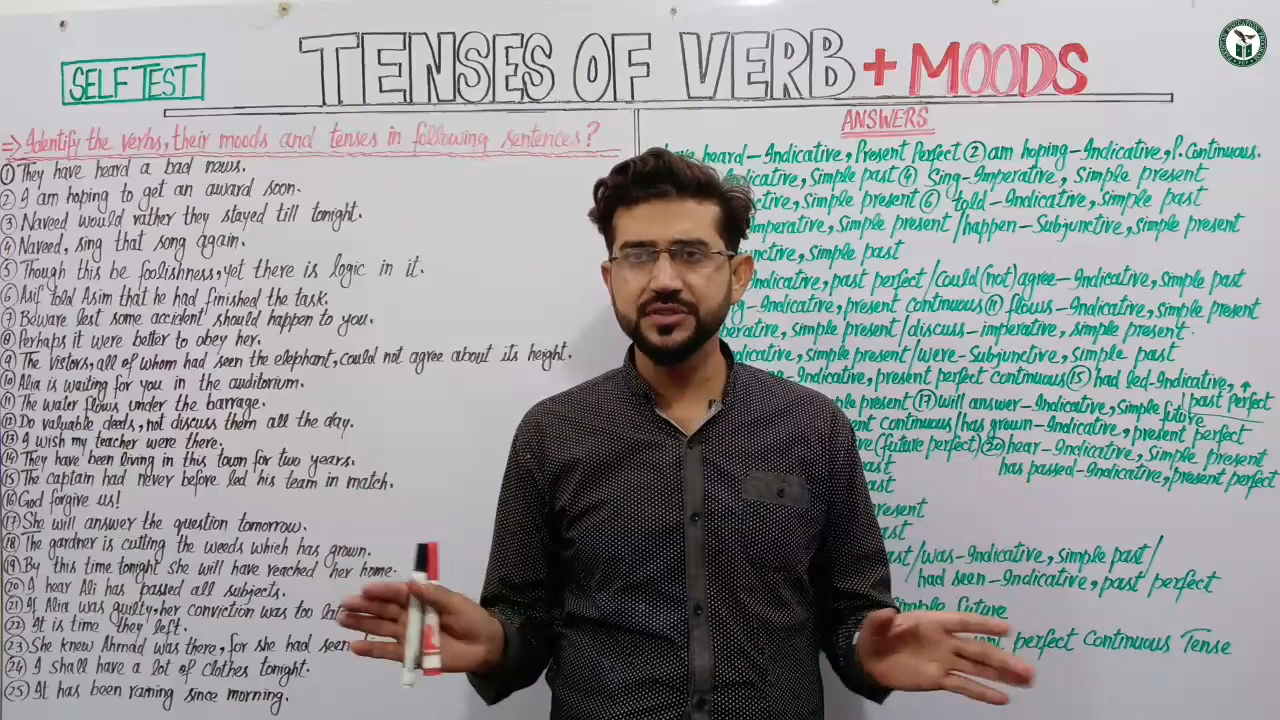 SELF TEST
TENSES OF VERB + MOODS
⇒ Identify the verbs, their moods and tenses in following sentences?
① They have heard a bad news.
② I am hoping to get an award soon.
③ Naveed would rather they stayed till tonight.
④ Naveed, sing that song again.
⑤ Though this be foolishness, yet there is logic in it.
⑥ Asif told Asim that he had finished the task.
⑦ Beware lest some accident should happen to you.
⑧ Perhaps it were better to obey her.
⑨ The vistors, all of whom had seen the elephant, could not agree about its height.
⑩ Alia is waiting for you in the auditorium.
⑪ The water flows under the barrage.
⑫ Do valuable deeds, not discuss them all the day.
⑬ I wish my teacher were there.
⑭ They have been living in this town for two years.
⑮ The captain had never before led his team in match.
⑯ God forgive us!
⑰ She will answer the question tomorrow.
⑱ The gardner is cutting the weeds which has grown.
⑲ By this time tonight she will have reached her home.
⑳ I hear Ali has passed all subjects.
㉑ If Alia was guilty, her conviction was too
㉒ It is time they left.
㉓ She knew Ahmad was there, for she had seen
㉔ I shall have a lot of clothes tonight.
㉕ It has been raining since morning.
ANSWERS
have heard - Indicative, Present Perfect ② am hoping - Indicative, P. Continuous.
Indicative, Simple past ④ Sing - Imperative, Simple present
Simple present ⑥ told - Indicative, Simple past
Imperative, Simple present / happen - Subjunctive, Simple present
Simple past
Indicative, past perfect / could (not) agree - Indicative, Simple past
Indicative, present continuous ⑪ flows - Indicative, Simple present
Simple present / discuss - imperative, simple present.
Simple present / were - Subjunctive, Simple past
Indicative, present perfect continuous ⑮ had led - Indicative, ↑
past perfect
present ⑰ will answer - Indicative, Simple future
continuous / has grown - Indicative, present perfect
(future perfect) ⑳ hear - Indicative, Simple present
has passed - Indicative, present perfect
/ was - Indicative, Simple past /
had seen - Indicative, past perfect
Simple future
perfect Continuous Tense